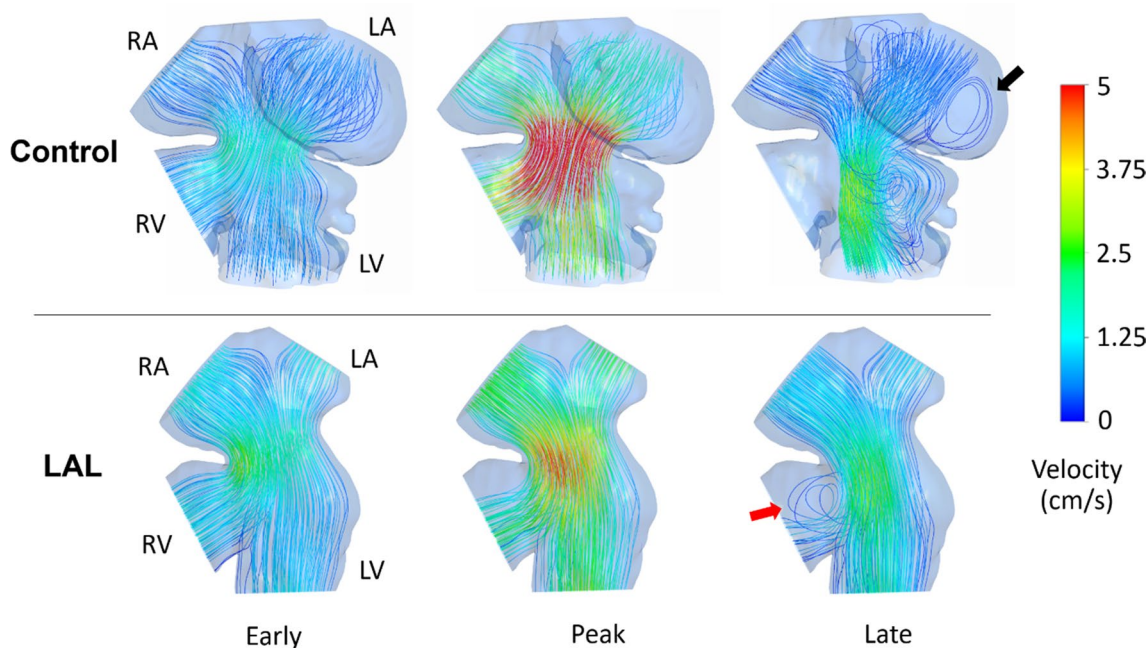 RA
LA
Control
RV
LV
5
3.75
2.5
1.25
0
Velocity
(cm/s)
RA
LA
LAL
RV
LV
Early
Peak
Late